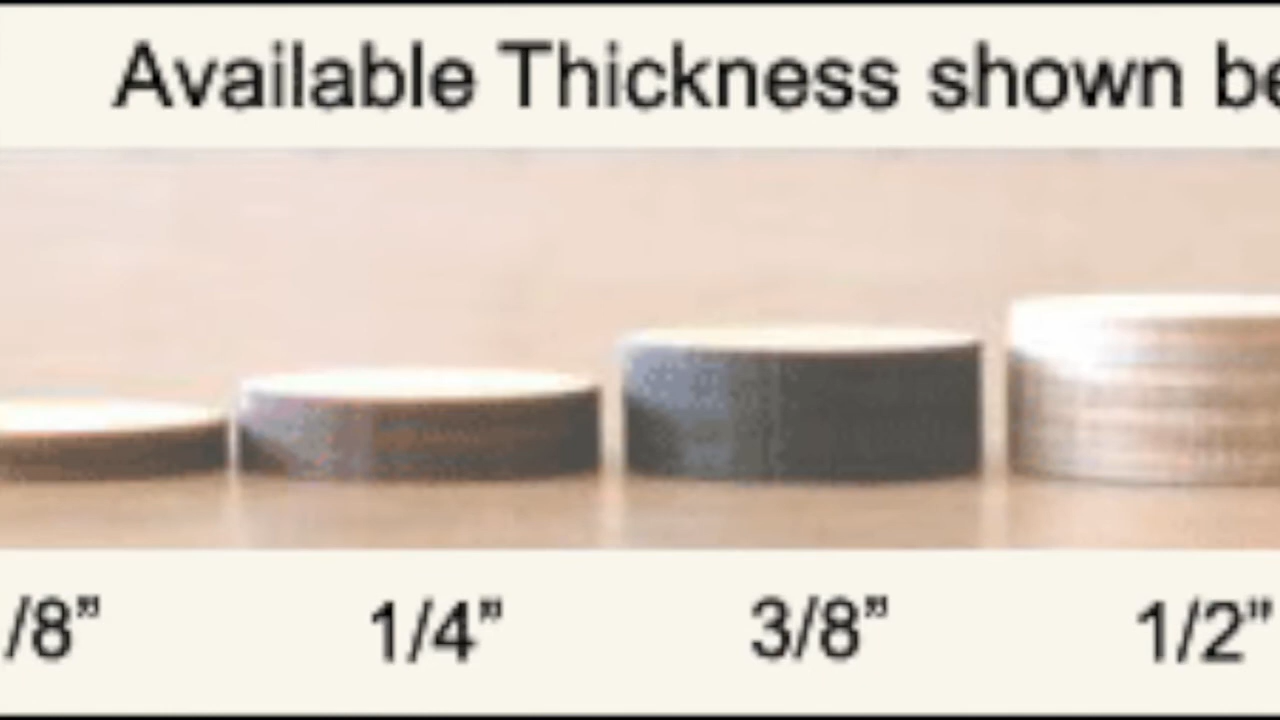 Available Thickness shown be
/8” 1/4” 3/8” 1/2”